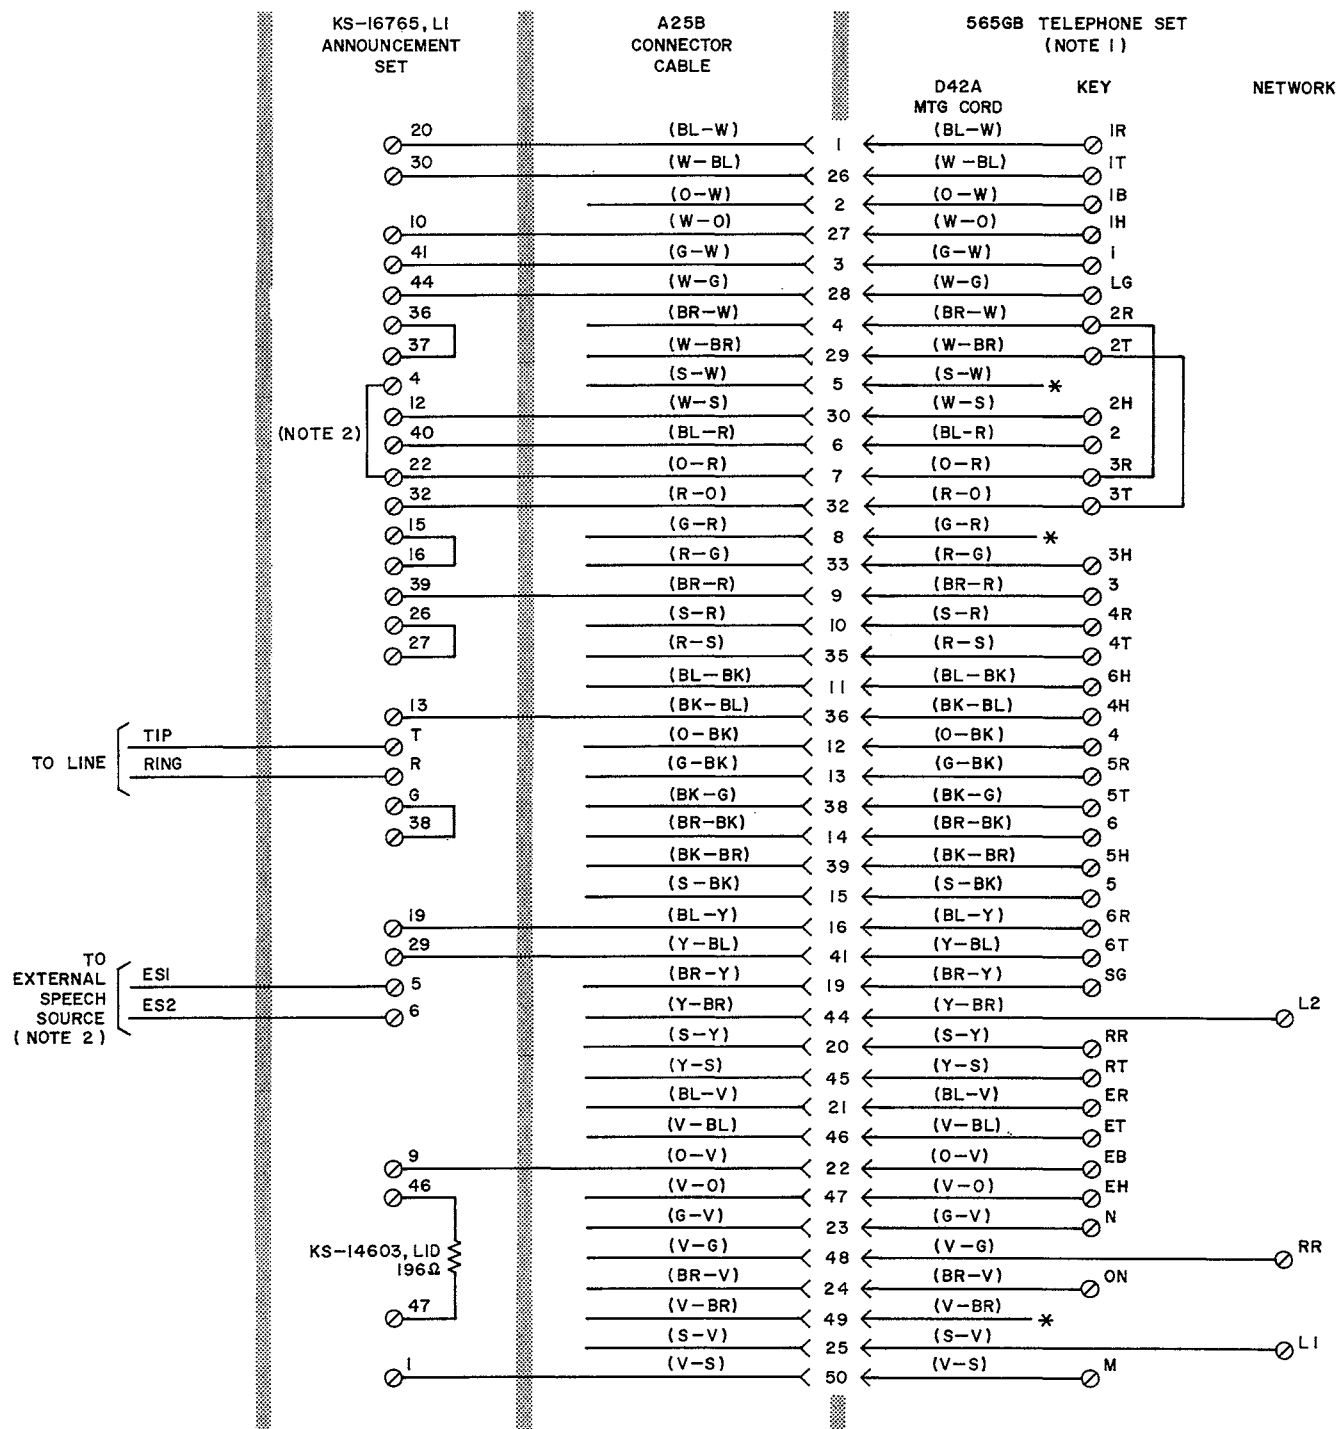 KS-16765, L1 ANNOUNCEMENT SET
A25B CONNECTOR CABLE
565GB TELEPHONE SET (NOTE 1)
D42A MTG CORD
KEY
NETWORK
20 (BL-W) 1 (BL-W) 1R
30 (W-BL) 26 (W-BL) 1T
(O-W) 2 (O-W) 1B
10 (W-O) 27 (W-O) 1H
41 (G-W) 3 (G-W) 1
44 (W-G) 28 (W-G) LG
36 (BR-W) 4 (BR-W) 2R
37 (W-BR) 29 (W-BR) 2T
4 (S-W) 5 (S-W) *
12 (W-S) 30 (W-S) 2H
(NOTE 2) 40 (BL-R) 6 (BL-R) 2
22 (O-R) 7 (O-R) 3R
32 (R-O) 32 (R-O) 3T
15 (G-R) 8 (G-R) *
16 (R-G) 33 (R-G) 3H
39 (BR-R) 9 (BR-R) 3
26 (S-R) 10 (S-R) 4R
27 (R-S) 35 (R-S) 4T
(BL-BK) 11 (BL-BK) 6H
13 (BK-BL) 36 (BK-BL) 4H
TO LINE
TIP T (O-BK) 12 (O-BK) 4
RING R (G-BK) 13 (G-BK) 5R
G (BK-G) 38 (BK-G) 5T
38 (BR-BK) 14 (BR-BK) 6
(BK-BR) 39 (BK-BR) 5H
(S-BK) 15 (S-BK) 5
19 (BL-Y) 16 (BL-Y) 6R
29 (Y-BL) 41 (Y-BL) 6T
TO EXTERNAL SPEECH SOURCE (NOTE 2)
ES1 5 (BR-Y) 19 (BR-Y) SG
ES2 6 (Y-BR) 44 (Y-BR) L2
(S-Y) 20 (S-Y) RR
(Y-S) 45 (Y-S) RT
(BL-V) 21 (BL-V) ER
(V-BL) 46 (V-BL) ET
9 (O-V) 22 (O-V) EB
46 (V-O) 47 (V-O) EH
(G-V) 23 (G-V) N
KS-14603, L1D 196Ω
(V-G) 48 (V-G) RR
(BR-V) 24 (BR-V) ON
47 (V-BR) 49 (V-BR) *
(S-V) 25 (S-V) L1
1 (V-S) 50 (V-S) M